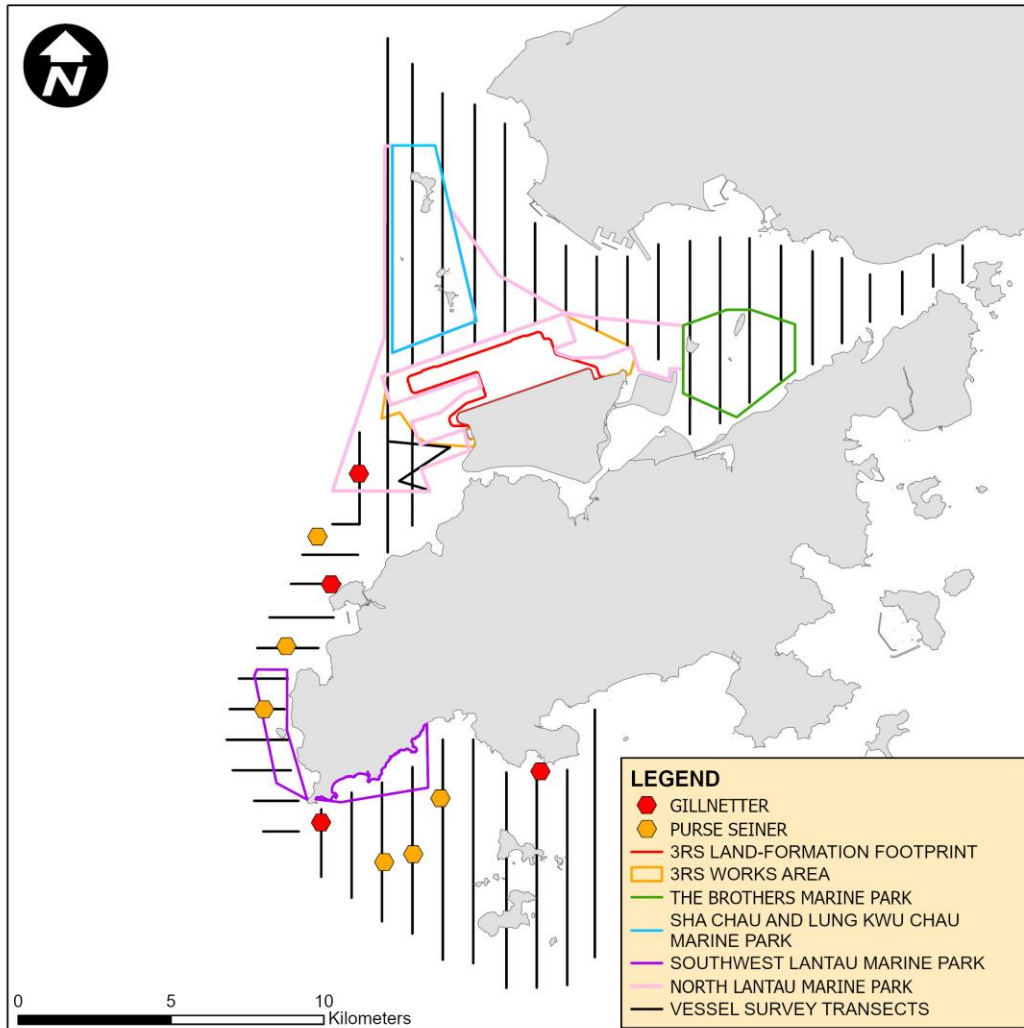 N
LEGEND
GILLNETTER
PURSE SEINER
3RS LAND-FORMATION FOOTPRINT
3RS WORKS AREA
THE BROTHERS MARINE PARK
SHA CHAU AND LUNG KWU CHAU
MARINE PARK
SOUTHWEST LANTAU MARINE PARK
NORTH LANTAU MARINE PARK
VESSEL SURVEY TRANSECTS
0 5 10
Kilometers